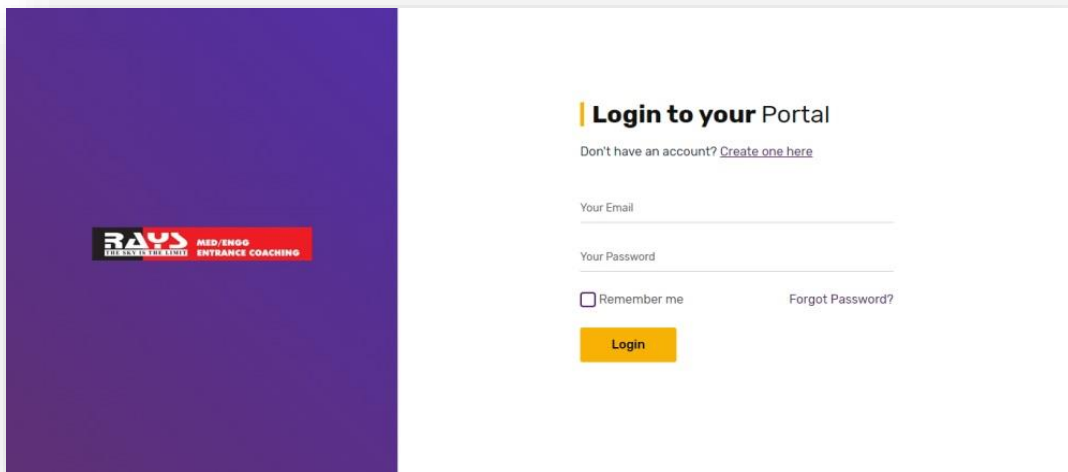 RAYS
THE SKY IS THE LIMIT
MED/ENGG
ENTRANCE COACHING
Login to your Portal
Don't have an account? Create one here
Your Email
Your Password
Remember me Forgot Password?
Login